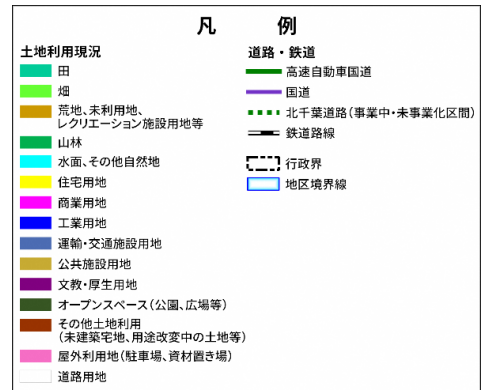 凡 例
土地利用現況
田
畑
荒地、未利用地、
レクリエーション施設用地等
山林
水面、その他自然地
住宅用地
商業用地
工業用地
運輸・交通施設用地
公共施設用地
文教・厚生用地
オープンスペース(公園、広場等)
その他土地利用
(未建築宅地、用途改変中の土地等)
屋外利用地(駐車場、資材置き場)
道路用地
道路・鉄道
高速自動車国道
国道
北千葉道路(事業中・未事業化区間)
鉄道路線
行政界
地区境界線